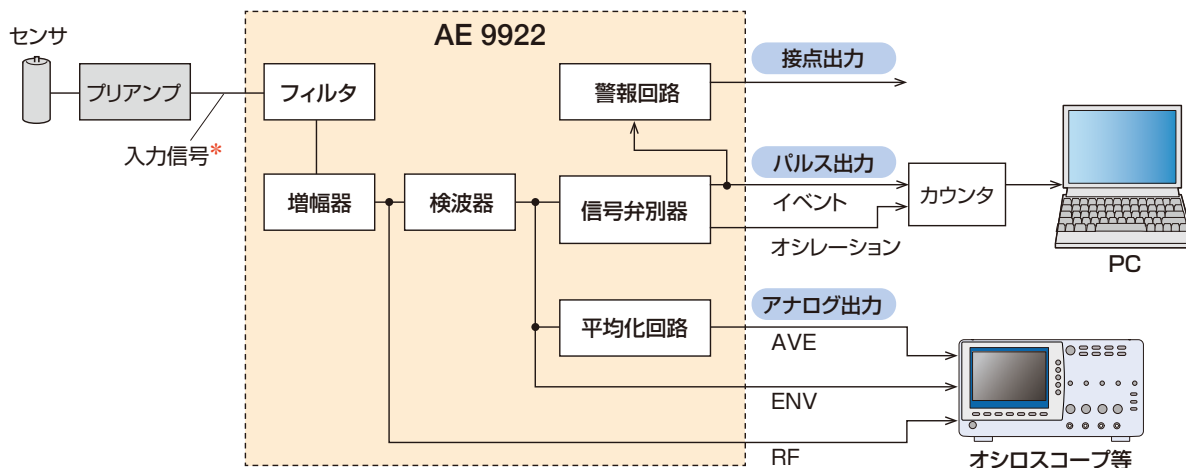 センサ
プリアンプ
入力信号*
AE 9922
フィルタ
増幅器
検波器
警報回路
信号弁別器
平均化回路
接点出力
パルス出力
イベント
オシレーション
カウンタ
PC
アナログ出力
AVE
ENV
RF
オシロスコープ等